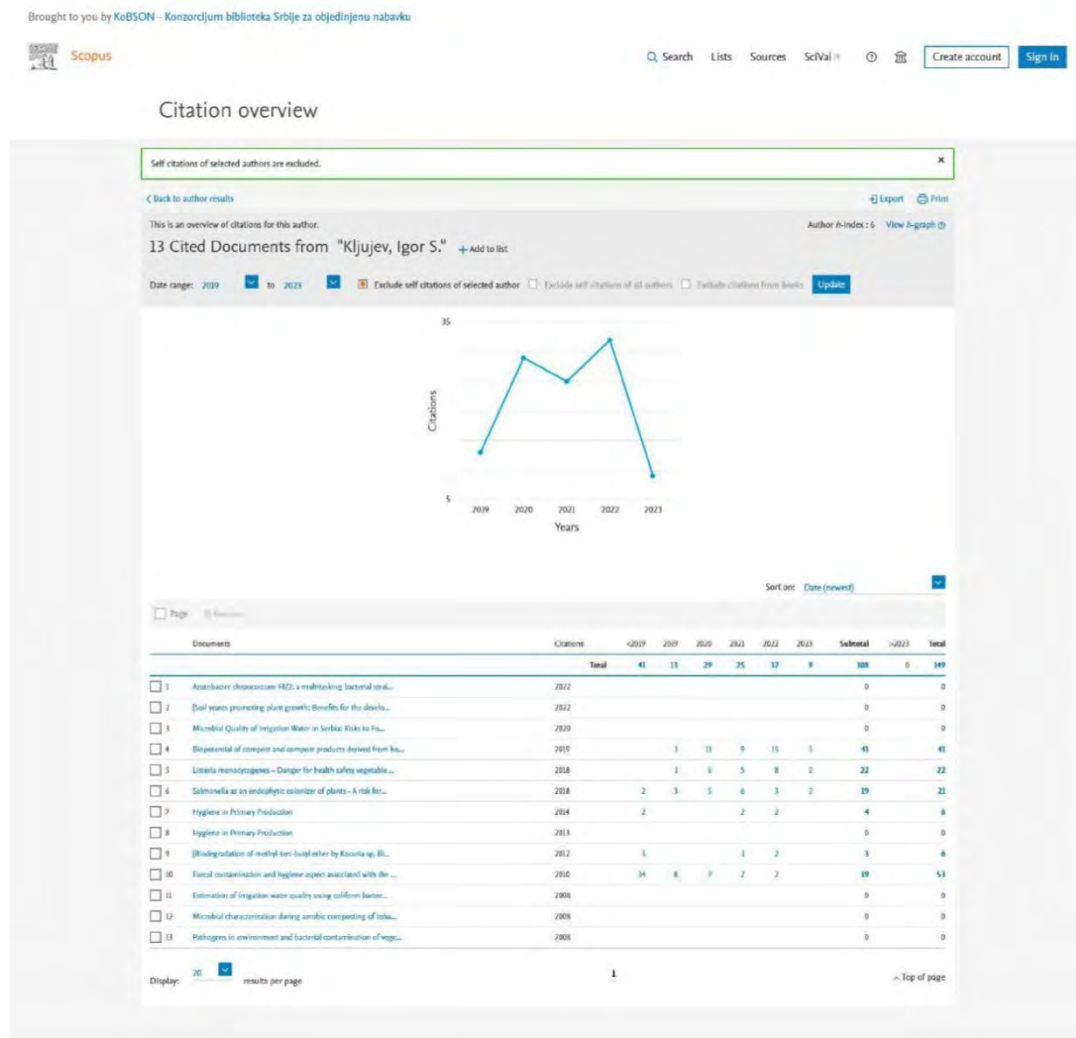 Brought to you by KoBSON - Konzorcijum biblioteka Srbije za objedinjenu nabavku
Scopus
Search Lists Sources SciVal Create account Sign in
Citation overview
Self citations of selected authors are excluded.
Back to author results Export Print
This is an overview of citations for this author. Author h-index : 6 View h-graph
13 Cited Documents from "Kljujev, Igor S." + Add to list
Date range: 2019 to 2023 Exclude self citations of selected author Exclude self citations of all authors Exclude citations from books Update
35
Citations
5
2019 2020 2021 2022 2023
Years
Sort on: Date (newest)
Page Remove
Documents Citations <2019 2019 2020 2021 2022 2023 Subtotal >2023 Total
Total 41 13 29 25 32 9 108 0 149
1 Azotobacter chroococcum F8/2: a multitasking bacterial strai... 2022 0 0
2 [Soil yeasts promoting plant growth: Benefits for the develo... 2022 0 0
3 Microbial Quality of Irrigation Water in Serbia: Risks to Fo... 2020 0 0
4 Biopotential of compost and compost products derived from ho... 2019 1 11 9 15 5 41 41
5 Listeria monocytogenes – Danger for health safety vegetable ... 2018 1 6 5 8 2 22 22
6 Salmonella as an endophytic colonizer of plants - A risk for... 2018 2 3 5 6 3 2 19 21
7 Hygiene in Primary Production 2014 2 2 2 4 6
8 Hygiene in Primary Production 2013 0 0
9 [Biodegradation of methyl tert-butyl ether by Kocuria sp, Bi... 2012 3 1 2 3 6
10 Faecal contamination and hygiene aspect associated with the ... 2010 34 8 7 2 2 19 53
11 Estimation of irrigation water quality using coliform bacter... 2008 0 0
12 Microbial characterization during aerobic composting of toba... 2008 0 0
13 Pathogens in environment and bacterial contamination of vege... 2008 0 0
Display: 20 results per page 1 Top of page